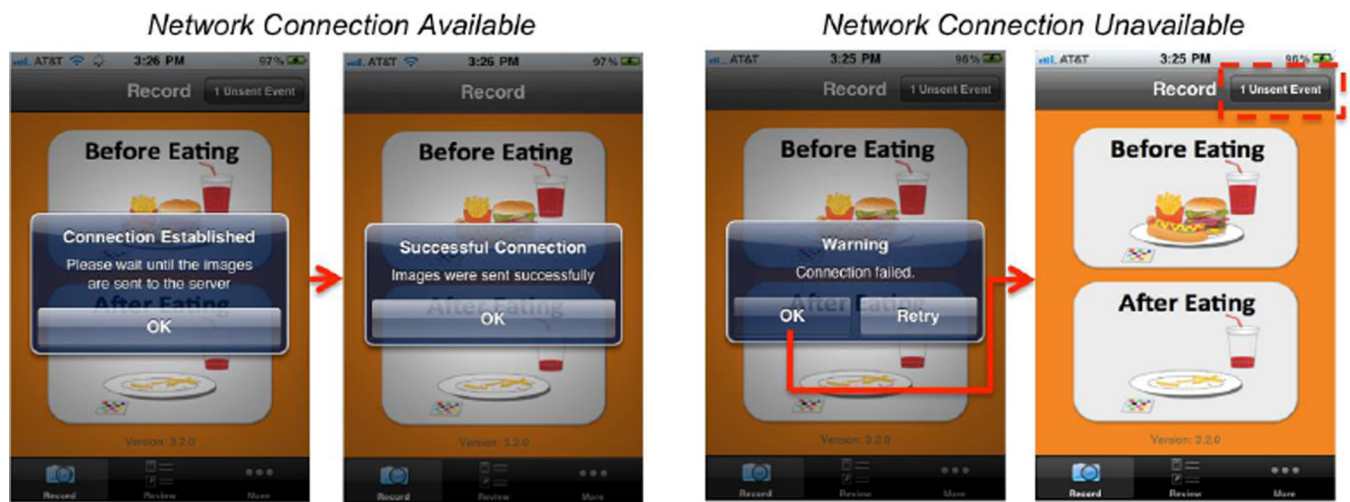 Network Connection Available
Network Connection Unavailable
AT&T 3:26 PM 97%
Record 1 Unsent Event
Before Eating
Connection Established
Please wait until the images
are sent to the server
After Eating
OK
Version: 3.2.0
Record Review More
AT&T 3:26 PM 97%
Record
Before Eating
Successful Connection
Images were sent successfully
After Eating
OK
Version: 3.2.0
Record Review More
AT&T 3:25 PM 96%
Record 1 Unsent Event
Before Eating
Warning
Connection failed.
After Eating
OK Retry
Version: 3.2.0
Record Review More
AT&T 3:25 PM 96%
Record 1 Unsent Event
Before Eating
After Eating
Version: 3.2.0
Record Review More